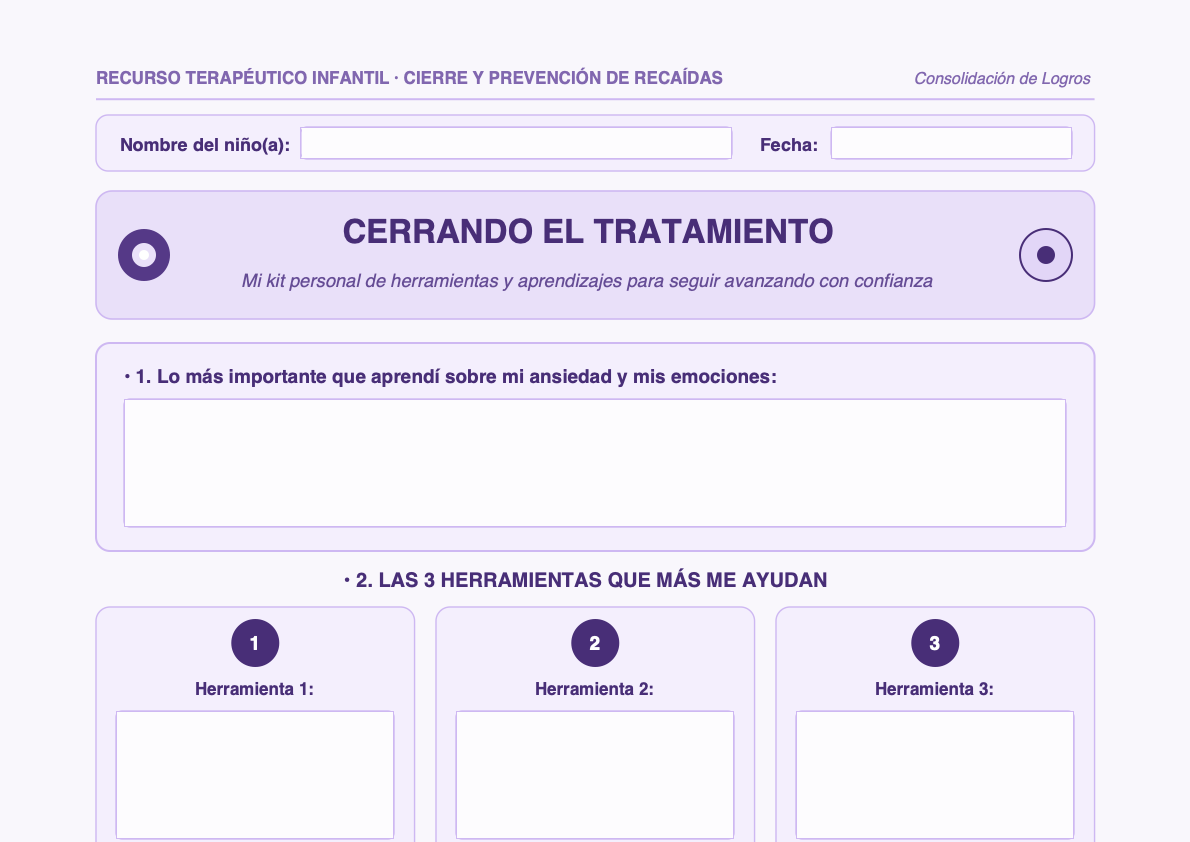 RECURSO TERAPÉUTICO INFANTIL · CIERRE Y PREVENCIÓN DE RECAÍDAS
Consolidación de Logros
Nombre del niño(a):
Fecha:
CERRANDO EL TRATAMIENTO
Mi kit personal de herramientas y aprendizajes para seguir avanzando con confianza
• 1. Lo más importante que aprendí sobre mi ansiedad y mis emociones:
• 2. LAS 3 HERRAMIENTAS QUE MÁS ME AYUDAN
1
Herramienta 1:
2
Herramienta 2:
3
Herramienta 3: